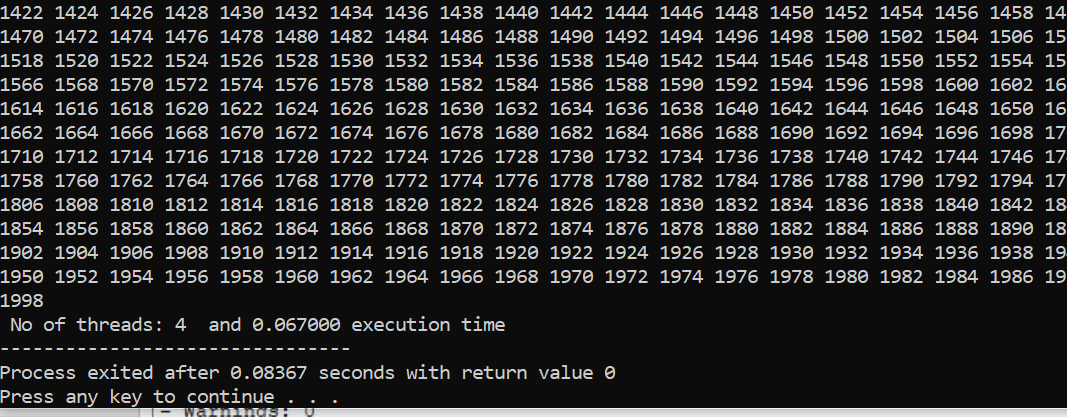 1422 1424 1426 1428 1430 1432 1434 1436 1438 1440 1442 1444 1446 1448 1450 1452 1454 1456 1458
1470 1472 1474 1476 1478 1480 1482 1484 1486 1488 1490 1492 1494 1496 1498 1500 1502 1504 1506
1518 1520 1522 1524 1526 1528 1530 1532 1534 1536 1538 1540 1542 1544 1546 1548 1550 1552 1554
1566 1568 1570 1572 1574 1576 1578 1580 1582 1584 1586 1588 1590 1592 1594 1596 1598 1600 1602
1614 1616 1618 1620 1622 1624 1626 1628 1630 1632 1634 1636 1638 1640 1642 1644 1646 1648 1650
1662 1664 1666 1668 1670 1672 1674 1676 1678 1680 1682 1684 1686 1688 1690 1692 1694 1696 1698
1710 1712 1714 1716 1718 1720 1722 1724 1726 1728 1730 1732 1734 1736 1738 1740 1742 1744 1746
1758 1760 1762 1764 1766 1768 1770 1772 1774 1776 1778 1780 1782 1784 1786 1788 1790 1792 1794
1806 1808 1810 1812 1814 1816 1818 1820 1822 1824 1826 1828 1830 1832 1834 1836 1838 1840 1842
1854 1856 1858 1860 1862 1864 1866 1868 1870 1872 1874 1876 1878 1880 1882 1884 1886 1888 1890
1902 1904 1906 1908 1910 1912 1914 1916 1918 1920 1922 1924 1926 1928 1930 1932 1934 1936 1938
1950 1952 1954 1956 1958 1960 1962 1964 1966 1968 1970 1972 1974 1976 1978 1980 1982 1984 1986
1998
No of threads: 4  and 0.067000 execution time
--------------------------------
Process exited after 0.08367 seconds with return value 0
Press any key to continue . . .
- Warnings: 0